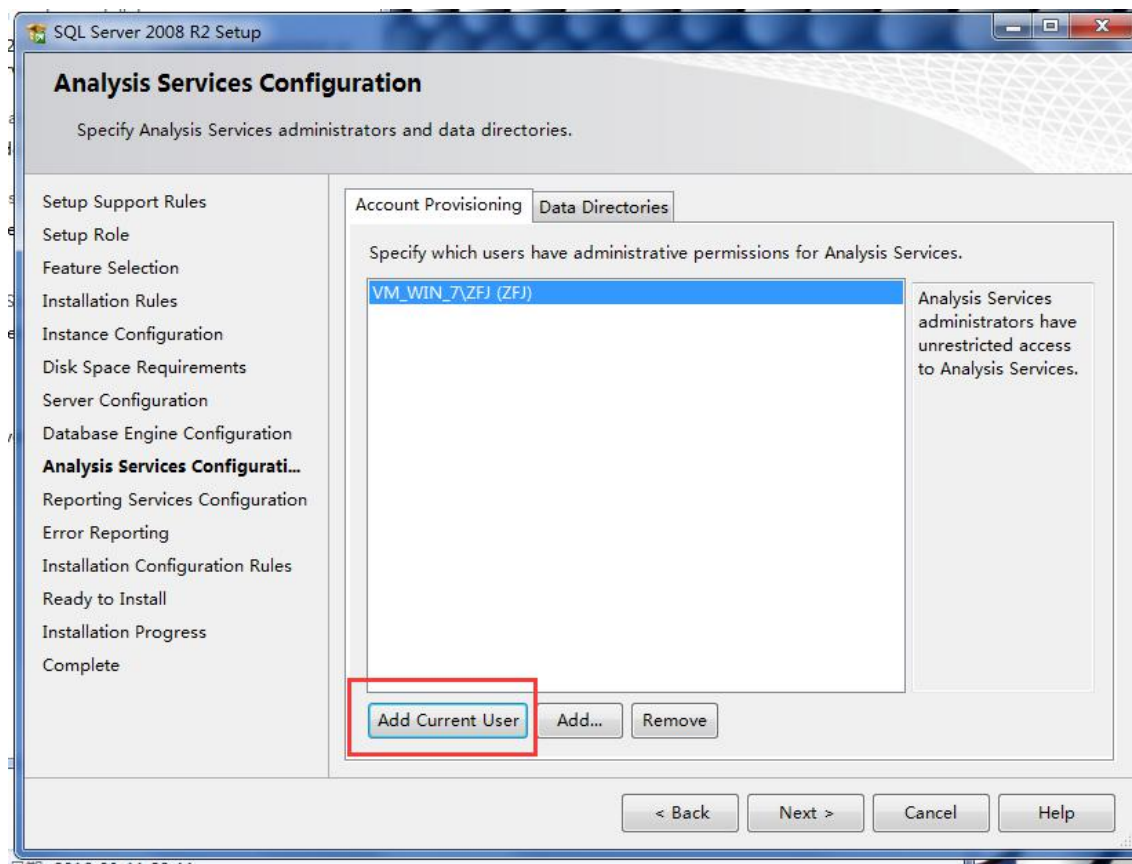 SQL Server 2008 R2 Setup
Analysis Services Configuration
Specify Analysis Services administrators and data directories.
Setup Support Rules
Setup Role
Feature Selection
Installation Rules
Instance Configuration
Disk Space Requirements
Server Configuration
Database Engine Configuration
Analysis Services Configurati...
Reporting Services Configuration
Error Reporting
Installation Configuration Rules
Ready to Install
Installation Progress
Complete
Account Provisioning
Data Directories
Specify which users have administrative permissions for Analysis Services.
VM_WIN_7\ZFJ (ZFJ)
Analysis Services
administrators have
unrestricted access
to Analysis Services.
Add Current User
Add...
Remove
< Back
Next >
Cancel
Help